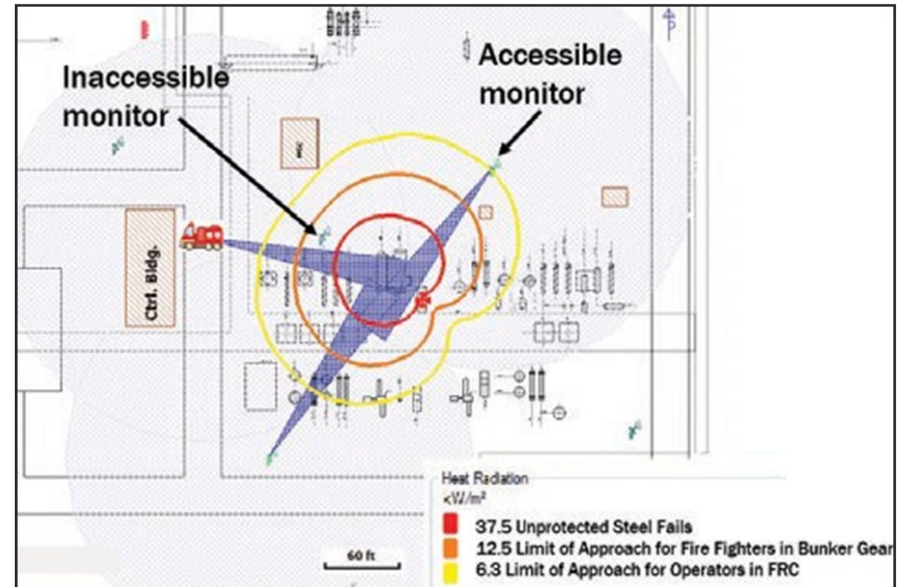 Inaccessible
monitor
Accessible
monitor
Ctrl. Bldg.
60 ft
Heat Radiation
kW/m²
37.5 Unprotected Steel Fails
12.5 Limit of Approach for Fire Fighters in Bunker Gear
6.3 Limit of Approach for Operators in FRC